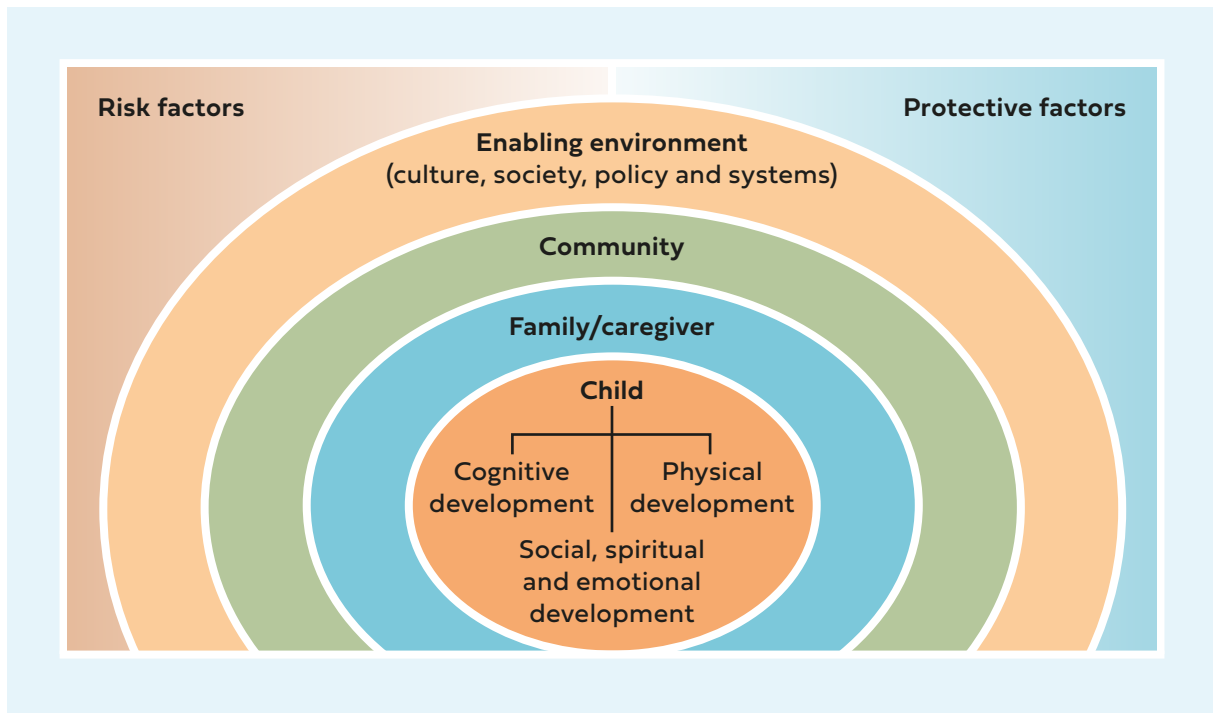 Risk factors
Protective factors
Enabling environment
(culture, society, policy and systems)
Community
Family/caregiver
Child
Cognitive
development
Physical
development
Social, spiritual
and emotional
development